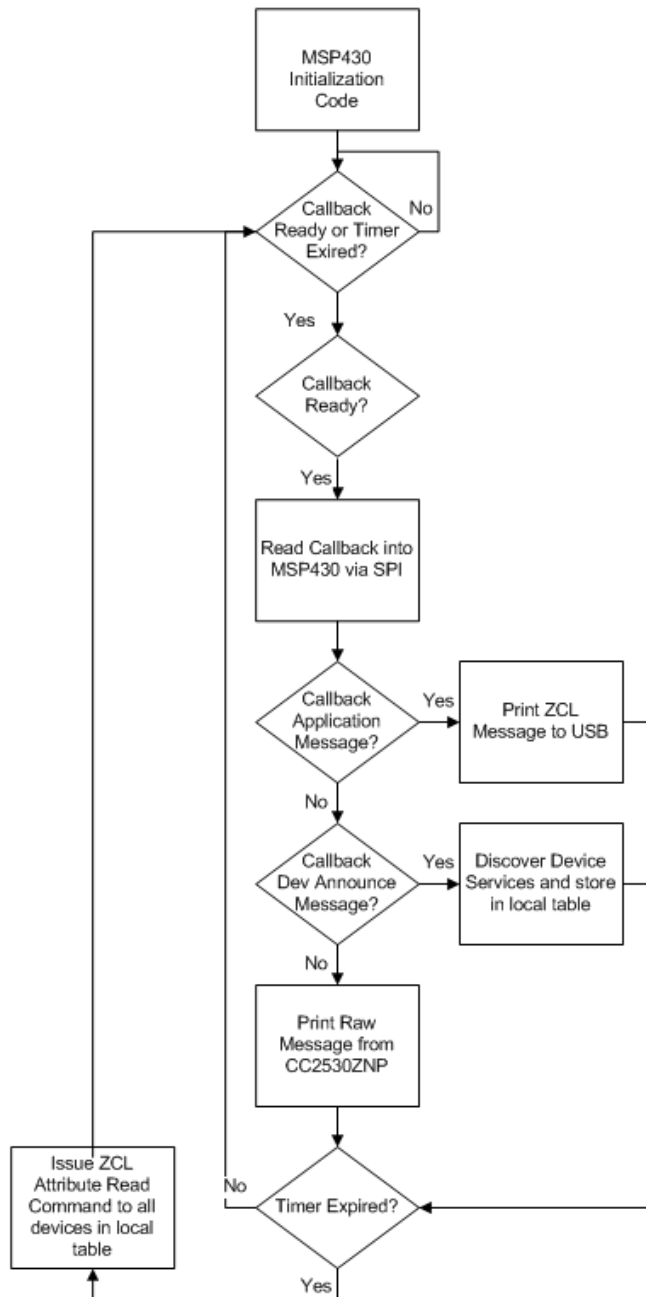 MSP430
Initialization
Code
Callback
Ready or Timer
Exired?
No
Yes
Callback
Ready?
Yes
Read Callback into
MSP430 via SPI
Callback
Application
Message?
Yes
Print ZCL
Message to USB
No
Callback
Dev Announce
Message?
Yes
Discover Device
Services and store
in local table
No
Print Raw
Message from
CC2530ZNP
Issue ZCL
Attribute Read
Command to all
devices in local
table
No
Timer Expired?
Yes